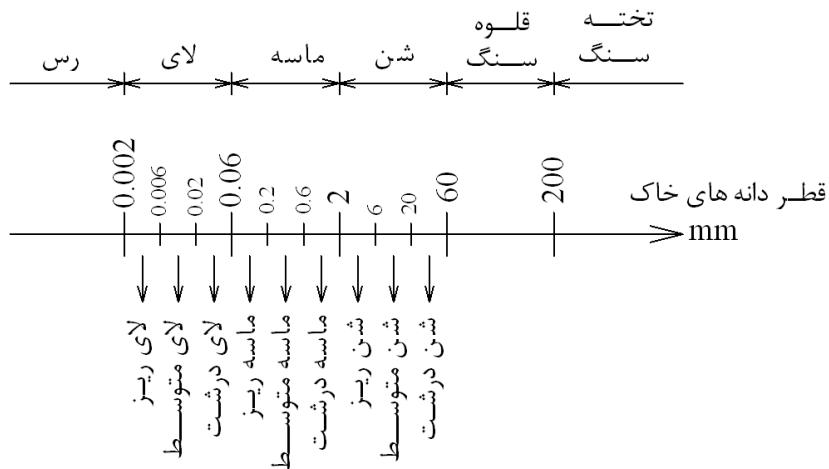 رس
لای
ماسه
شن
قلوه
سنگ
تخته
سنگ
0.002
0.006
0.02
0.06
0.2
0.6
2
6
20
60
200
قطر دانه های خاک
mm
لای ریز
لای متوسط
لای درشت
ماسه ریز
ماسه متوسط
ماسه درشت
شن ریز
شن متوسط
شن درشت